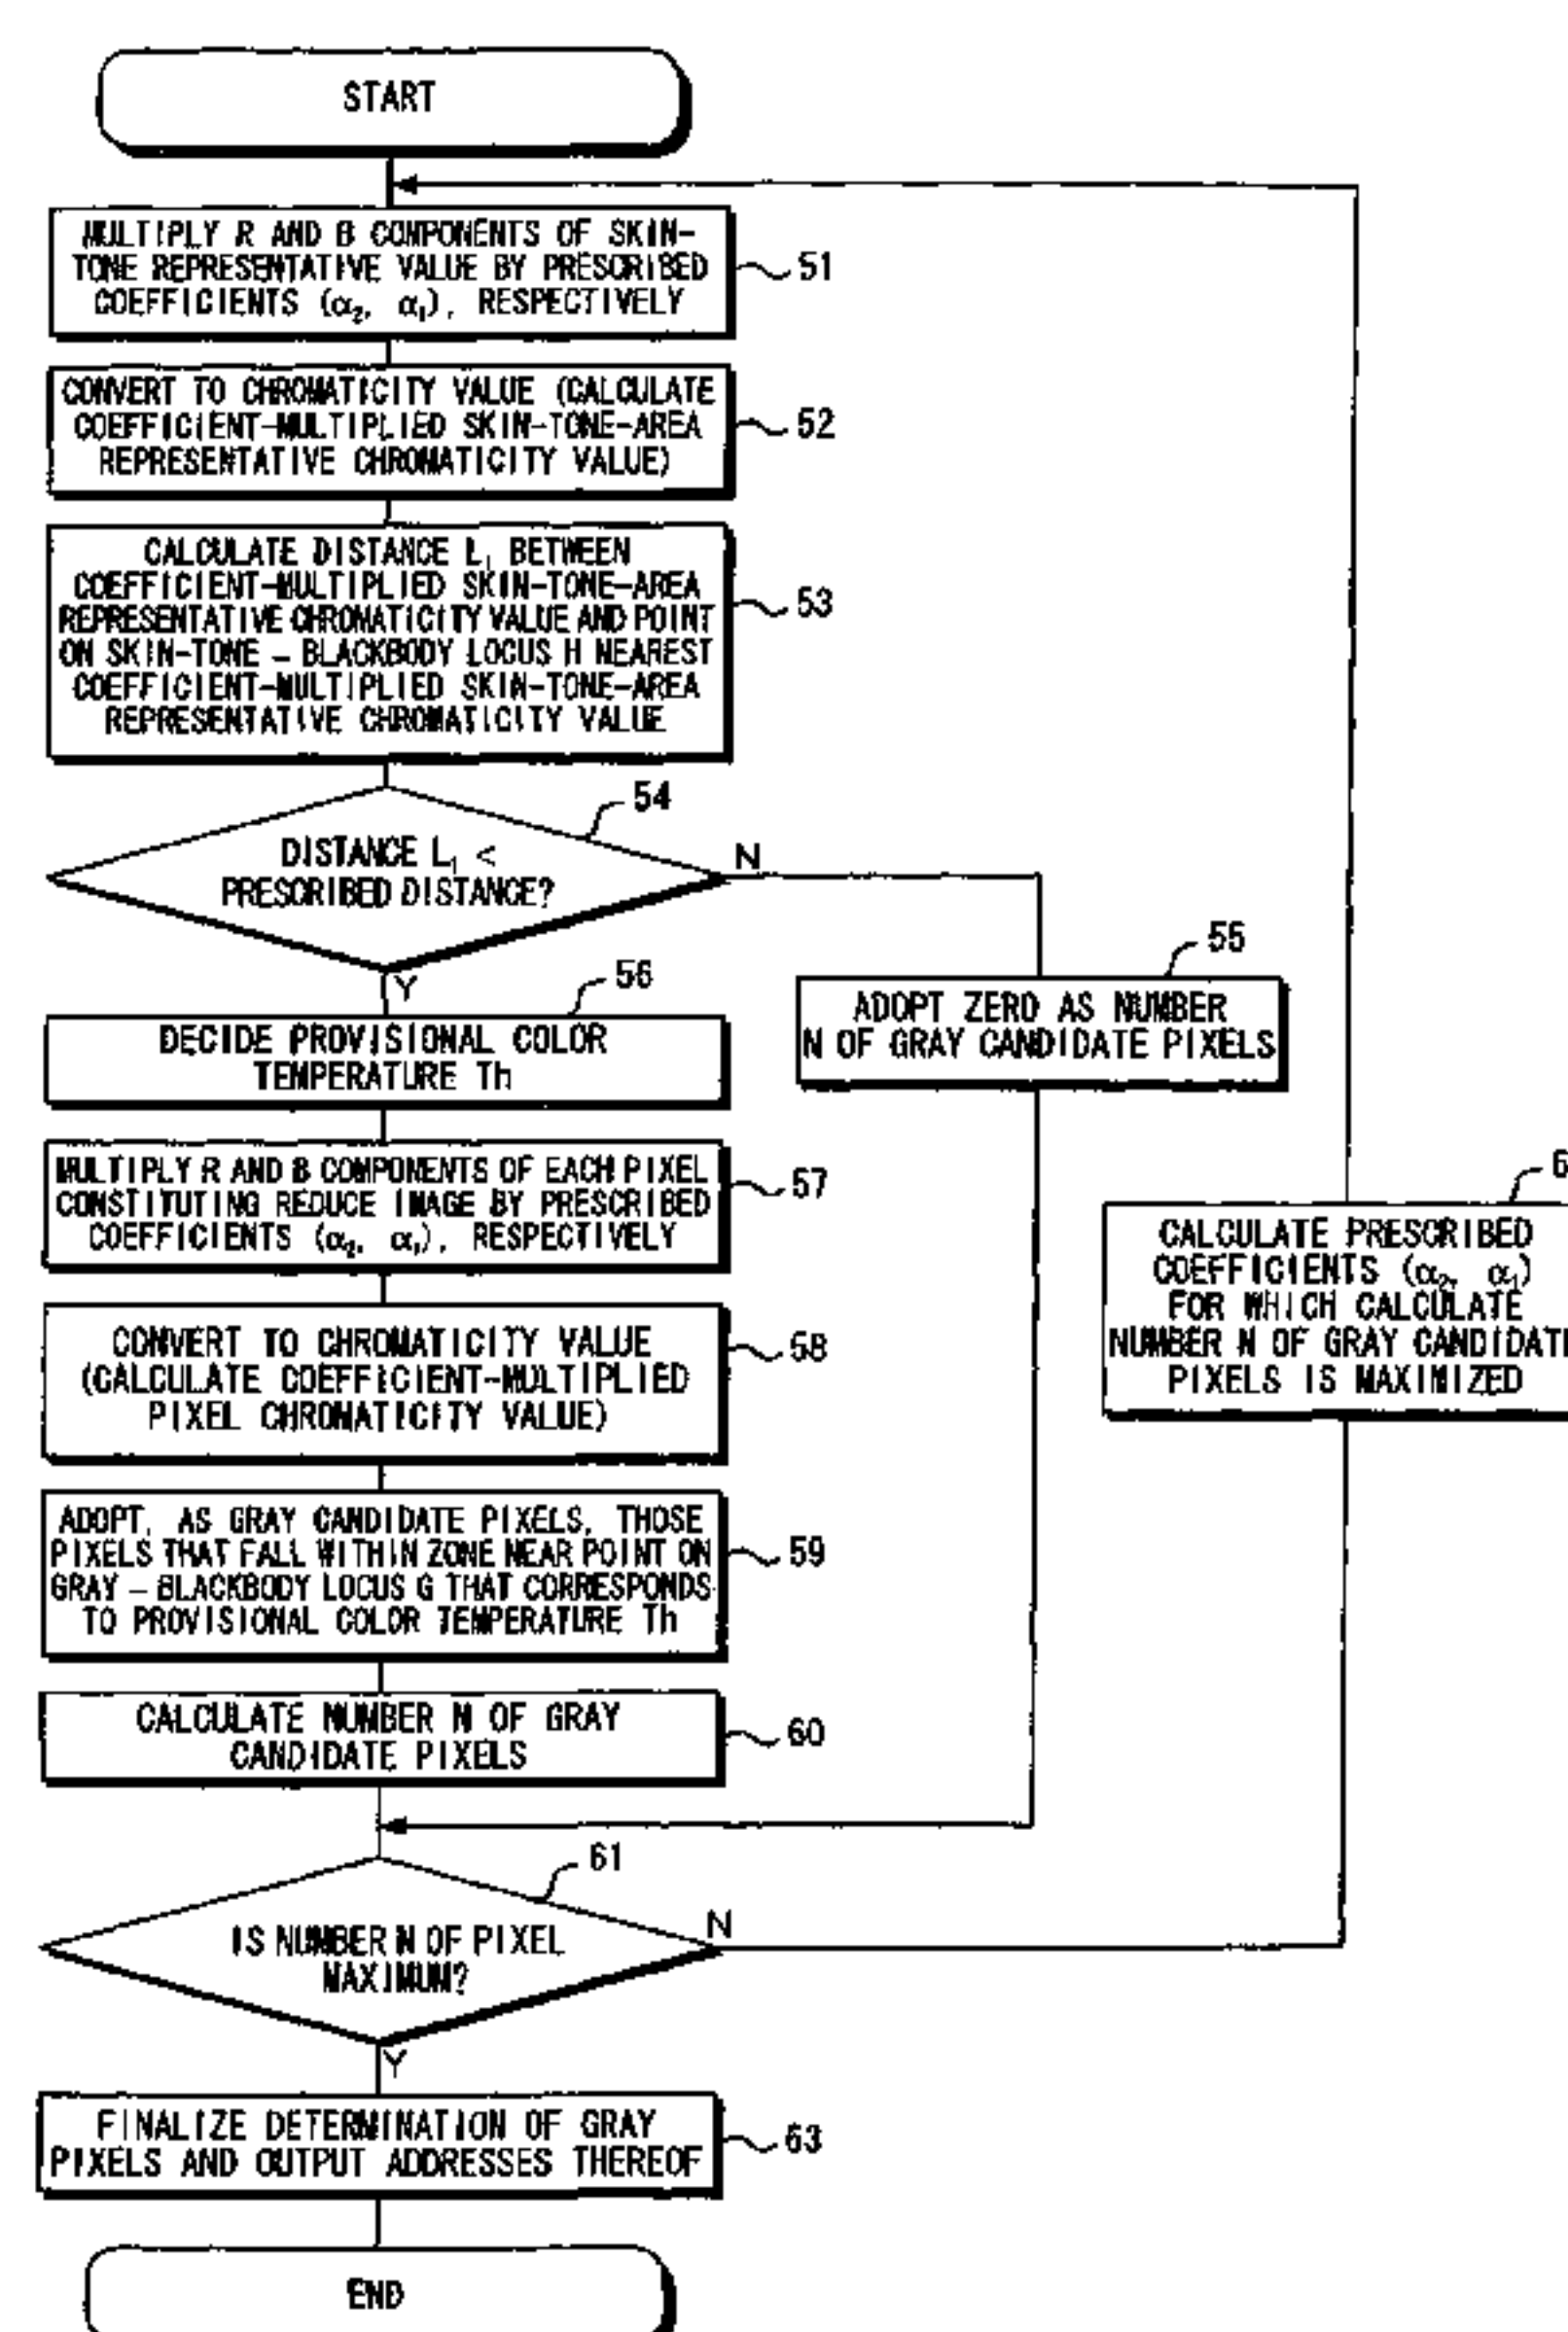 START
MULTIPLY R AND B COMPONENTS OF SKIN-
TONE REPRESENTATIVE VALUE BY PRESCRIBED
COEFFICIENTS (α₂, α₁), RESPECTIVELY
51
CONVERT TO CHROMATICITY VALUE (CALCULATE
COEFFICIENT-MULTIPLIED SKIN-TONE-AREA
REPRESENTATIVE CHROMATICITY VALUE)
52
CALCULATE DISTANCE L₁ BETWEEN
COEFFICIENT-MULTIPLIED SKIN-TONE-AREA
REPRESENTATIVE CHROMATICITY VALUE AND POINT
ON SKIN-TONE – BLACKBODY LOCUS H NEAREST
COEFFICIENT-MULTIPLIED SKIN-TONE-AREA
REPRESENTATIVE CHROMATICITY VALUE
53
54
DISTANCE L₁ <
PRESCRIBED DISTANCE?
N
Y
55
ADOPT ZERO AS NUMBER
N OF GRAY CANDIDATE PIXELS
56
DECIDE PROVISIONAL COLOR
TEMPERATURE Th
MULTIPLY R AND B COMPONENTS OF EACH PIXEL
CONSTITUTING REDUCE IMAGE BY PRESCRIBED
COEFFICIENTS (α₂, α₁), RESPECTIVELY
57
6
CALCULATE PRESCRIBED
COEFFICIENTS (α₂, α₁)
FOR WHICH CALCULATE
NUMBER N OF GRAY CANDIDAT
PIXELS IS MAXIMIZED
CONVERT TO CHROMATICITY VALUE
(CALCULATE COEFFICIENT-MULTIPLIED
PIXEL CHROMATICITY VALUE)
58
ADOPT, AS GRAY CANDIDATE PIXELS, THOSE
PIXELS THAT FALL WITHIN ZONE NEAR POINT ON
GRAY – BLACKBODY LOCUS G THAT CORRESPONDS
TO PROVISIONAL COLOR TEMPERATURE Th
59
CALCULATE NUMBER N OF GRAY
CANDIDATE PIXELS
60
61
IS NUMBER N OF PIXEL
MAXIMUM?
N
Y
FINALIZE DETERMINATION OF GRAY
PIXELS AND OUTPUT ADDRESSES THEREOF
63
END